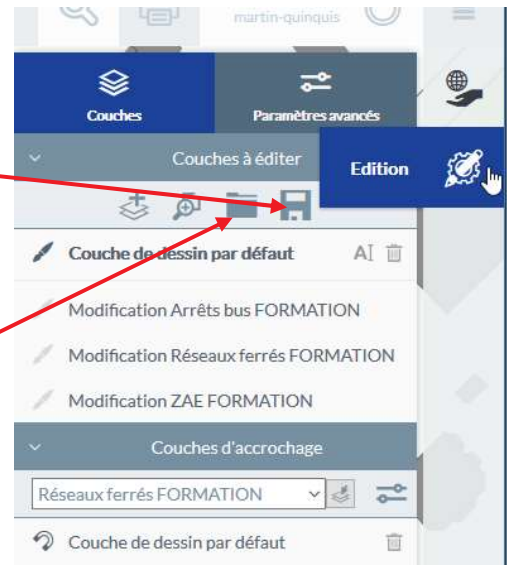 martin-quinquis
Couches
Paramètres avancés
Couches à éditer
Edition
Couche de dessin par défaut
Modification Arrêts bus FORMATION
Modification Réseaux ferrés FORMATION
Modification ZAE FORMATION
Couches d'accrochage
Réseaux ferrés FORMATION
Couche de dessin par défaut